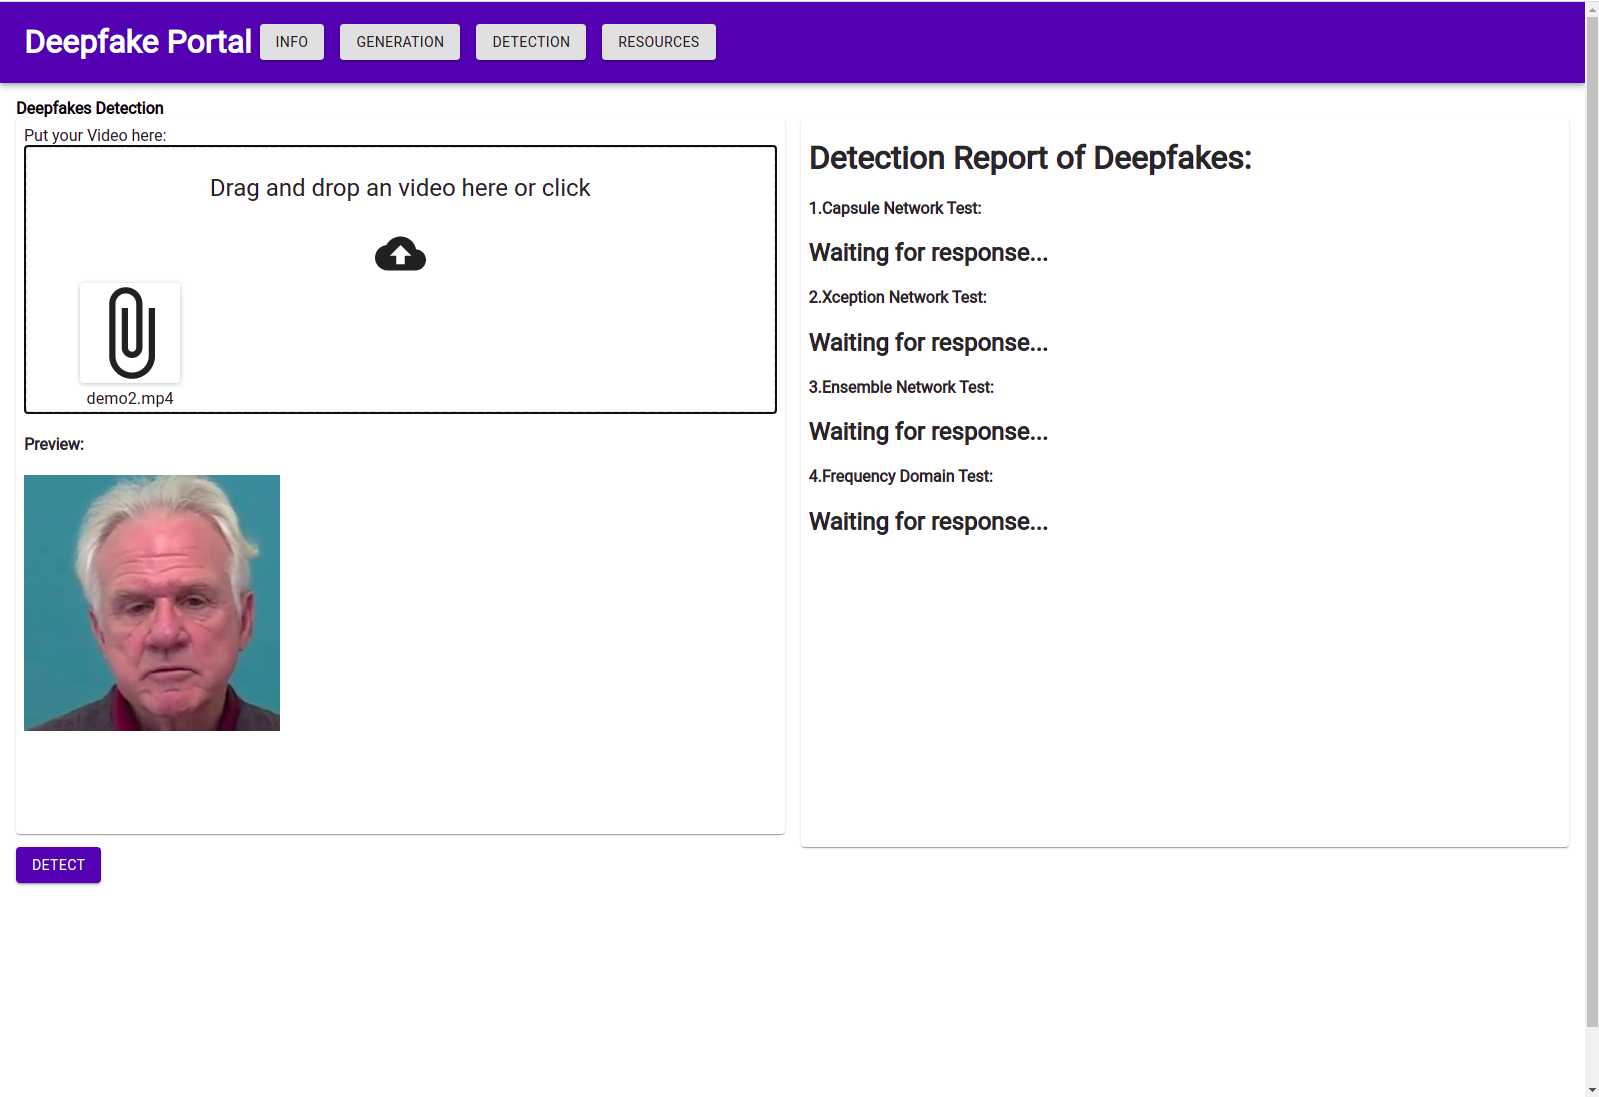 Deepfake Portal INFO GENERATION DETECTION RESOURCES
Deepfakes Detection
Put your Video here:
Drag and drop an video here or click
demo2.mp4
Preview:
DETECT
Detection Report of Deepfakes:
1.Capsule Network Test:
Waiting for response...
2.Xception Network Test:
Waiting for response...
3.Ensemble Network Test:
Waiting for response...
4.Frequency Domain Test:
Waiting for response...